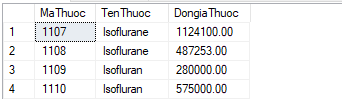 MaThuoc TenThuoc DongiaThuoc
1 1107 Isoflurane 1124100.00
2 1108 Isoflurane 487253.00
3 1109 Isofluran 280000.00
4 1110 Isofluran 575000.00